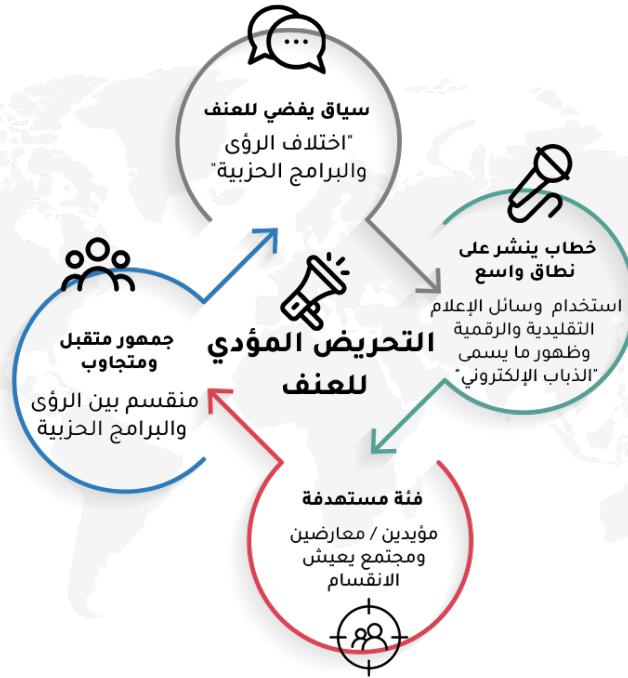 سياق يفضي للعنف
"اختلاف الرؤى
والبرامج الحزبية"
خطاب ينشر على
نطاق واسع
استخدام وسائل الإعلام
التقليدية والرقمية
وظهور ما يسمى
"الذباب الإلكتروني"
التحريض المؤدي
للعنف
جمهور متقبل
ومتجاوب
منقسم بين الرؤى
والبرامج الحزبية
فئة مستهدفة
مؤيدين / معارضين
ومجتمع يعيش
الانقسام